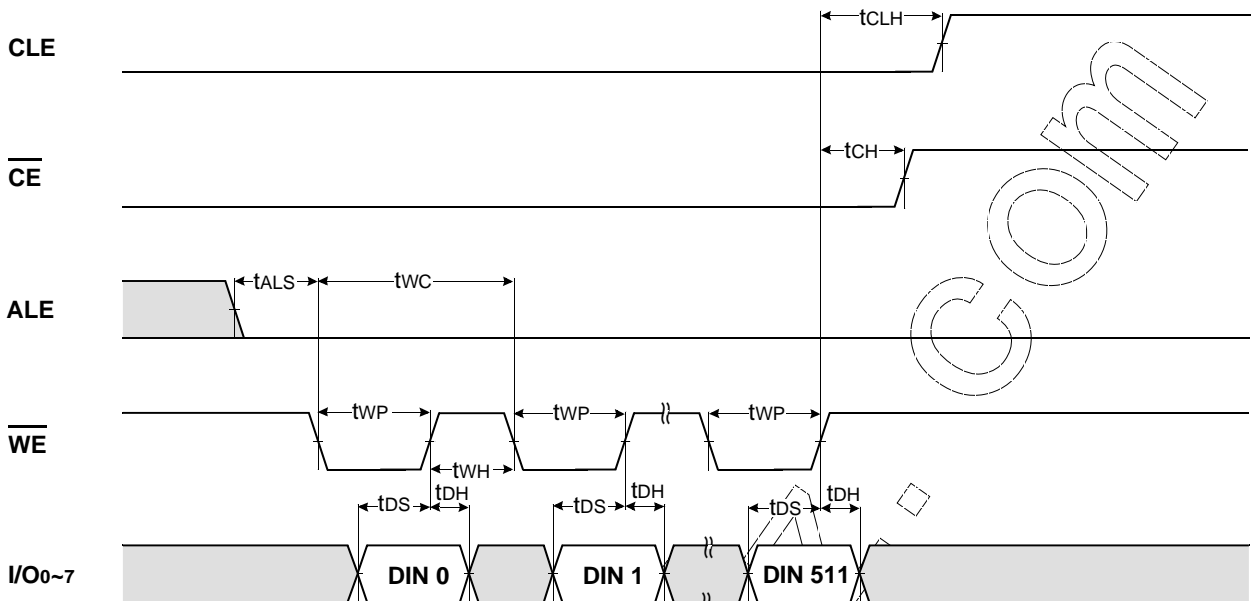 tCLH
CLE
tCH
CE
tALS
tWC
ALE
tWP
tWP
tWP
WE
tWH
tDS
tDH
tDS
tDH
tDS
tDH
I/O0~7
DIN 0
DIN 1
DIN 511
.com